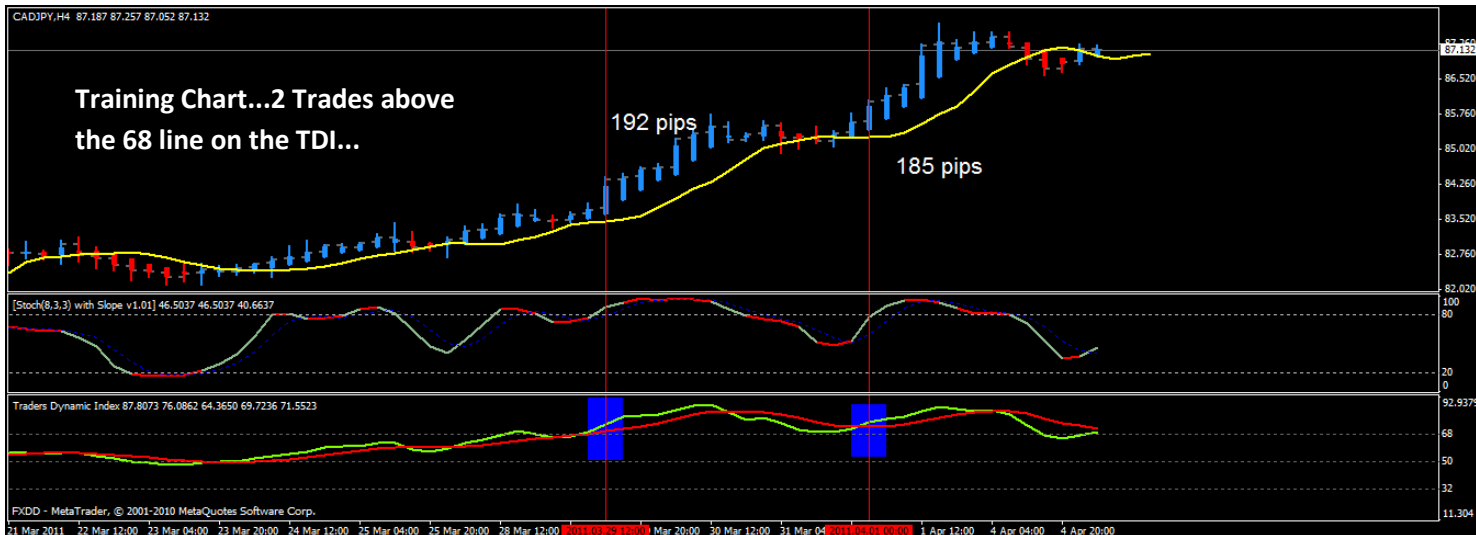 CADJPY,H4 87.187 87.257 87.052 87.132
Training Chart...2 Trades above
the 68 line on the TDI...
192 pips
185 pips
87.132
86.520
85.760
85.020
84.260
83.520
82.760
82.020
[Stoch(8,3,3) with Slope v1.01] 46.5037 46.5037 40.6637
100
80
20
0
Traders Dynamic Index 87.8073 76.0862 64.3650 69.7236 71.5523
92.9379
68
50
32
11.304
FXDD - MetaTrader, © 2001-2010 MetaQuotes Software Corp.
21 Mar 2011 22 Mar 12:00 23 Mar 04:00 23 Mar 20:00 24 Mar 12:00 25 Mar 04:00 25 Mar 20:00 28 Mar 12:00 2011.03.29 12:00 Mar 20:00 30 Mar 12:00 31 Mar 04 2011.04.01 00:00 1 Apr 12:00 4 Apr 04:00 4 Apr 20:00